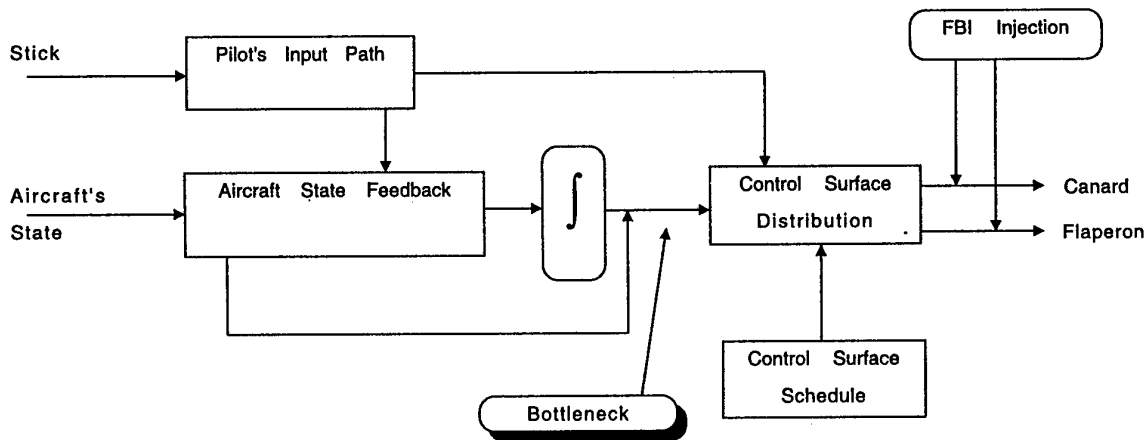 FBI Injection
Stick
Pilot's Input Path
Aircraft's
State
Aircraft State Feedback
∫
Control Surface
Distribution
Canard
Flaperon
Control Surface
Schedule
Bottleneck